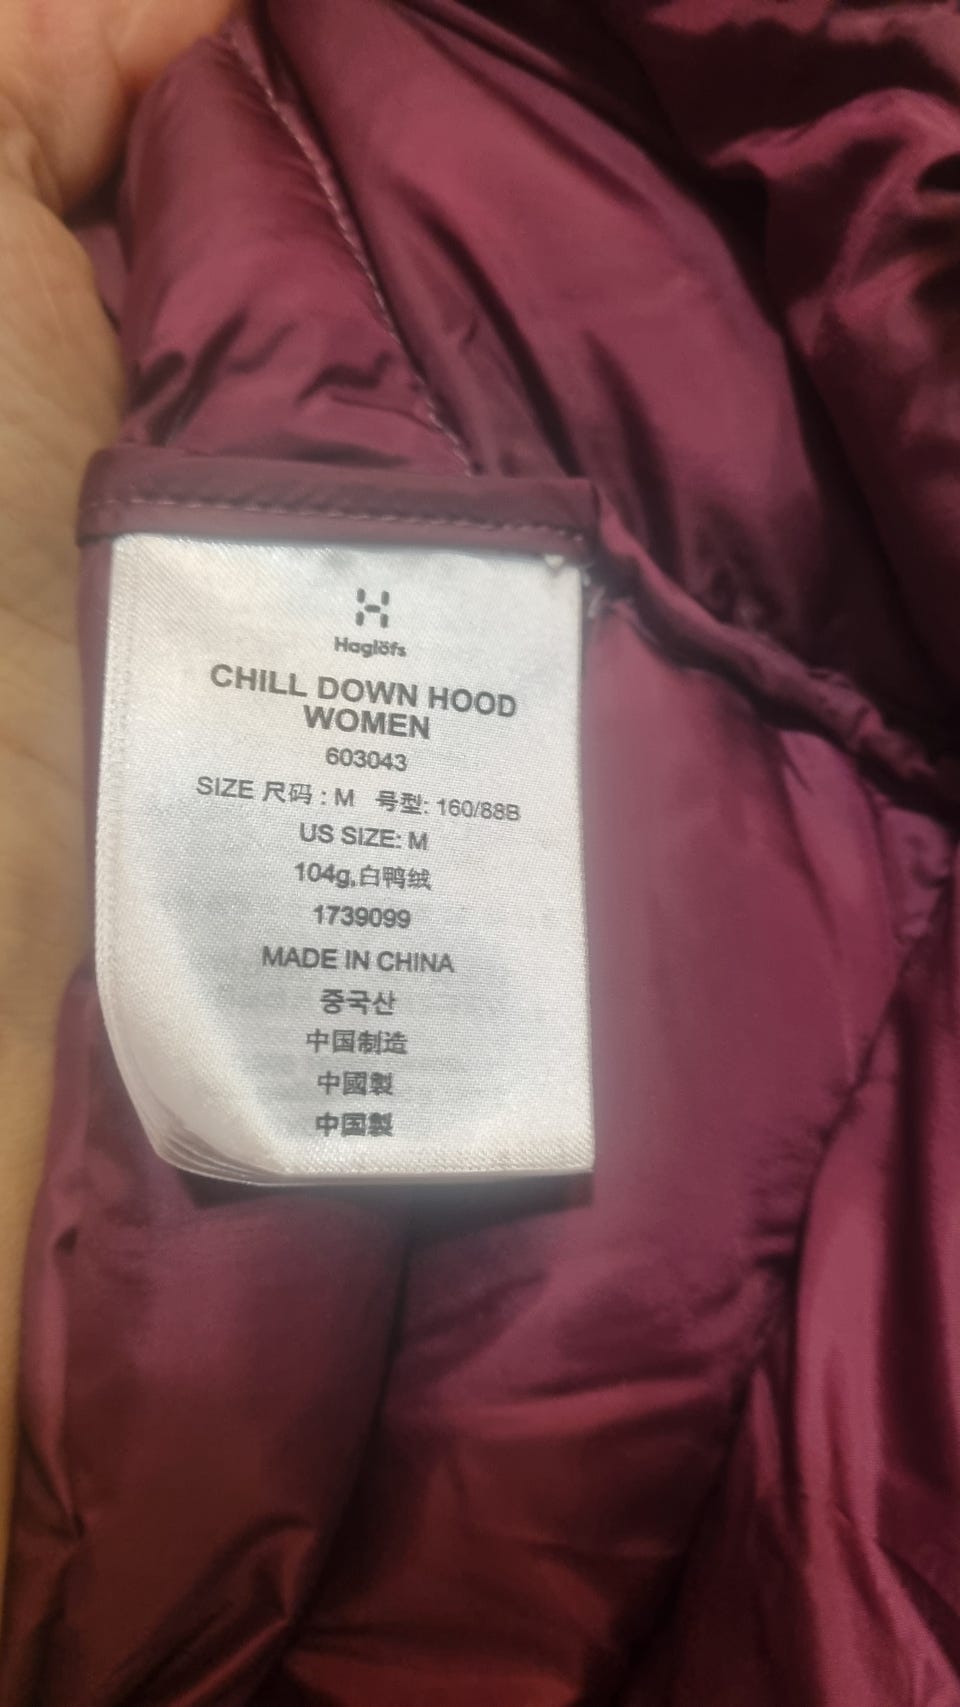 Haglöfs
CHILL DOWN HOOD
WOMEN
603043
SIZE 尺码 : M 号型: 160/88B
US SIZE: M
104g,白鸭绒
1739099
MADE IN CHINA
중국산
中国制造
中國製
中国製